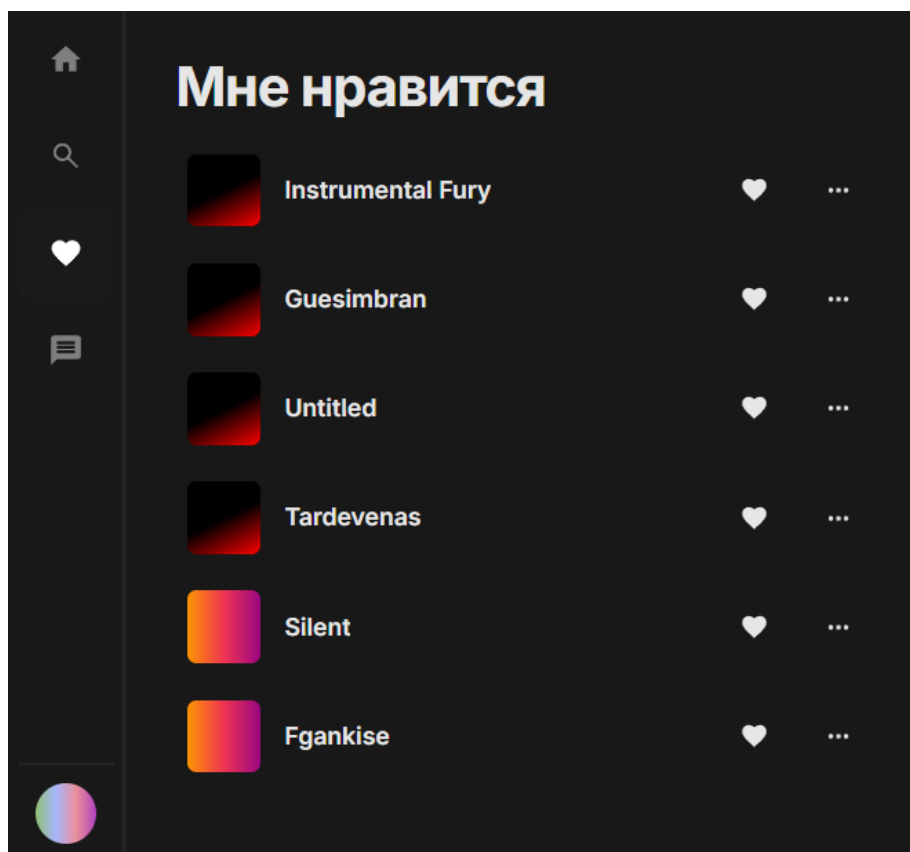 Мне нравится
Instrumental Fury
Guesimbran
Untitled
Tardevenas
Silent
Fgankise